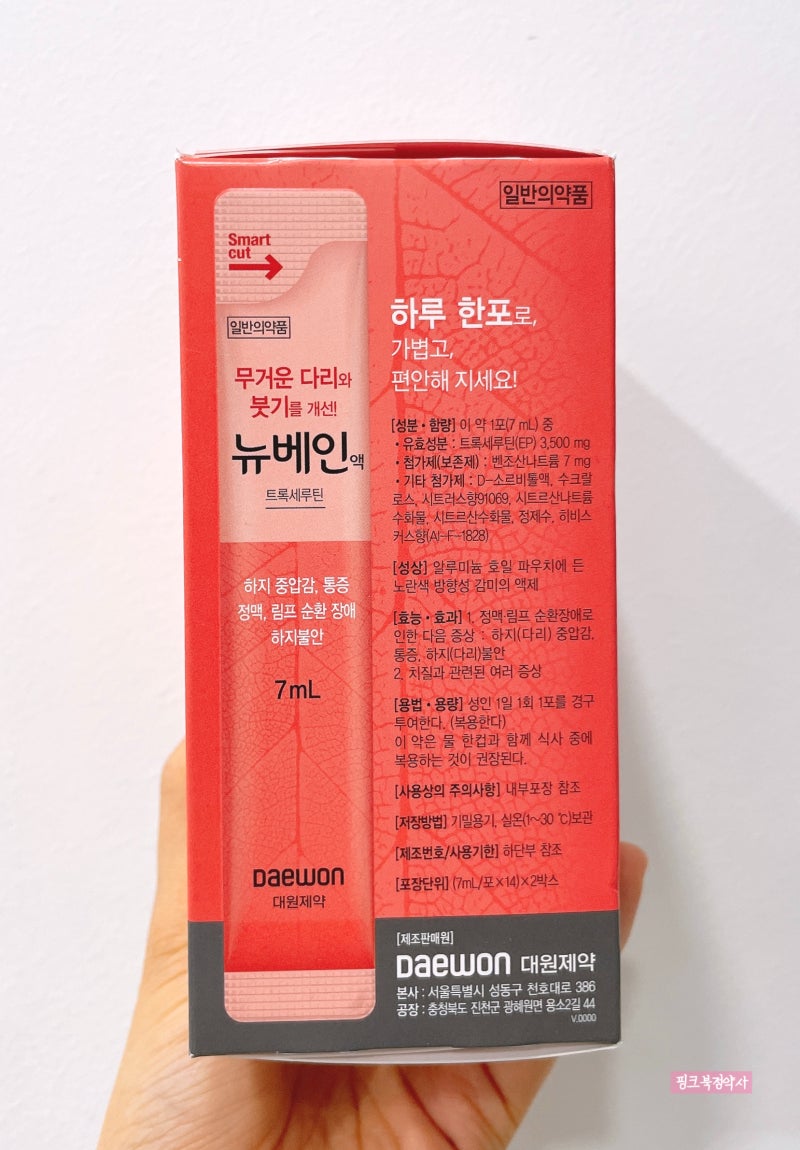 Smart
cut
일반의약품
무거운 다리와
붓기를 개선!
뉴베인액
트록세루틴
하지 중압감, 통증
정맥, 림프 순환 장애
하지불안
7mL
Daewon
대원제약
일반의약품
하루 한포로,
가볍고,
편안해 지세요!
[성분•함량] 이 약 1포(7 mL) 중
• 유효성분 : 트록세루틴(EP) 3,500 mg
• 첨가제(보존제) : 벤조산나트륨 7 mg
• 기타 첨가제 : D-소르비톨액, 수크랄
로스, 시트러스향91069, 시트르산나트륨
수화물, 시트르산수화물, 정제수, 히비스
커스향(AI-F-1828)
[성상] 알루미늄 호일 파우치에 든
노란색 방향성 감미의 액제
[효능•효과] 1. 정맥·림프 순환장애로
인한 다음 증상 : 하지(다리) 중압감,
통증, 하지(다리)불안
2. 치질과 관련된 여러 증상
[용법•용량] 성인 1일 1회 1포를 경구
투여한다. (복용한다)
이 약은 물 한컵과 함께 식사 중에
복용하는 것이 권장된다.
[사용상의 주의사항] 내부포장 참조
[저장방법] 기밀용기, 실온(1~30 ℃)보관
[제조번호/사용기한] 하단부 참조
[포장단위] (7mL/포×14)×2박스
[제조판매원]
Daewon 대원제약
본사 : 서울특별시 성동구 천호대로 386
공장 : 충청북도 진천군 광혜원면 용소2길 44
V.0000
핑크북점약사